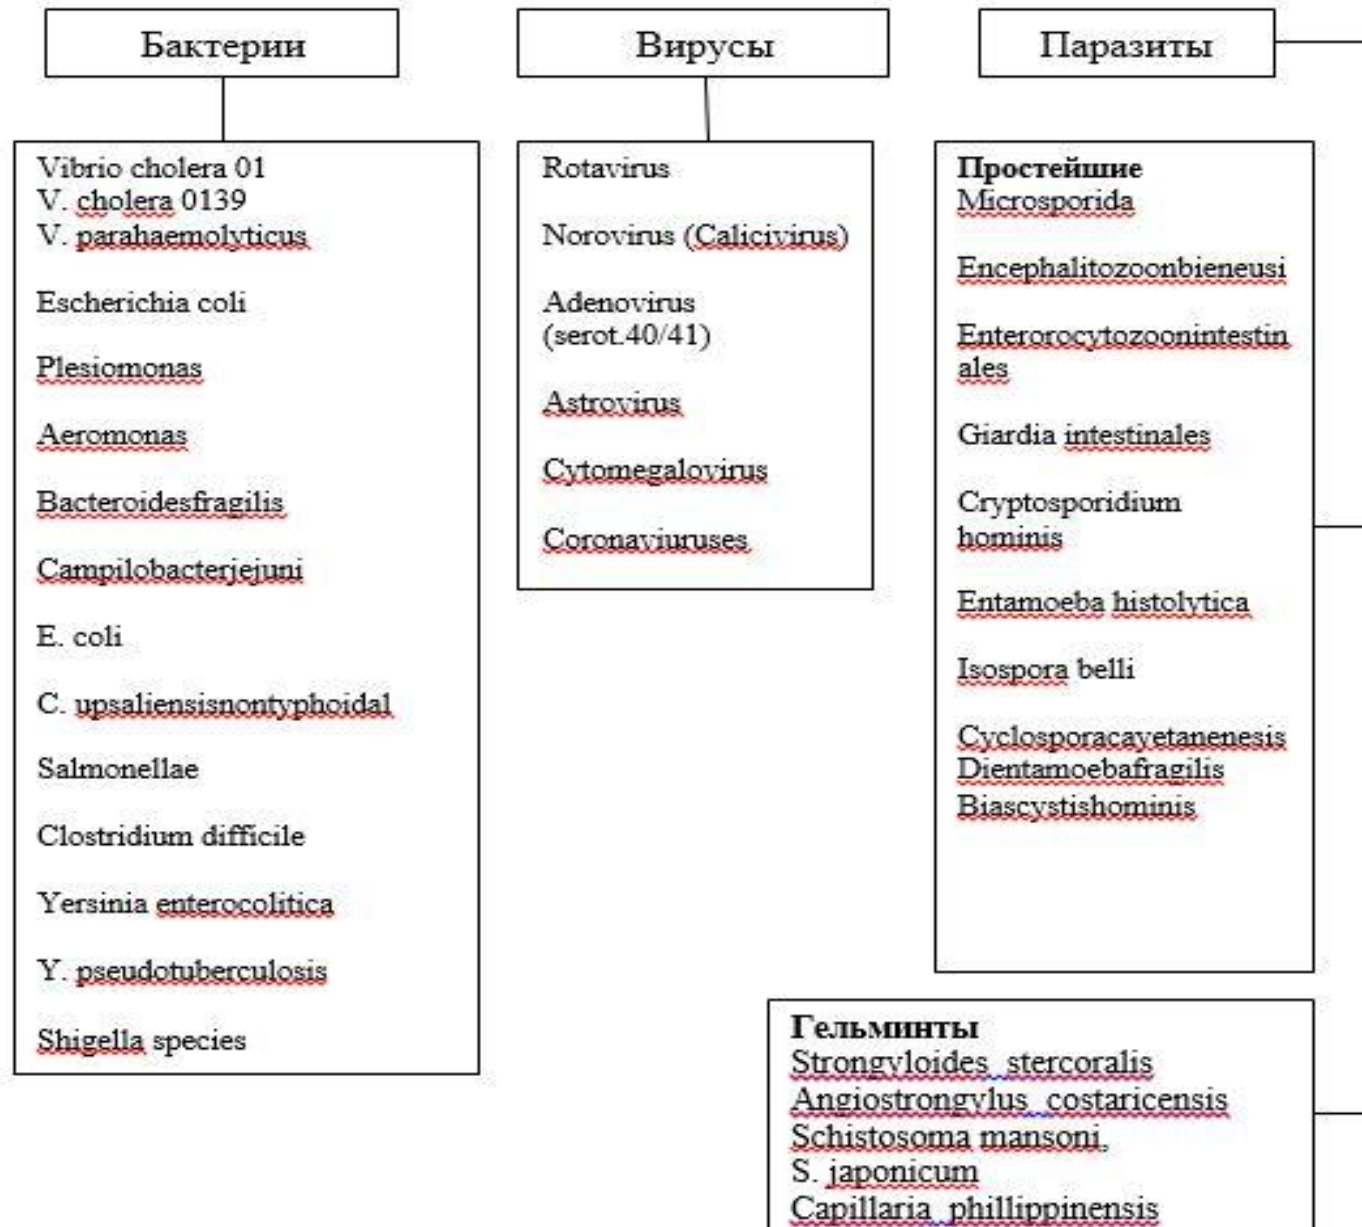 Бактерии
Вирусы
Паразиты
Vibrio cholera 01
V. cholera 0139
V. parahaemolyticus
Escherichia coli
Plesiomonas
Aeromonas
Bacteroidesfragilis
Campilobacterjejuni
E. coli
C. upsaliensisnontyphoidal
Salmonellae
Clostridium difficile
Yersinia enterocolitica
Y. pseudotuberculosis
Shigella species
Rotavirus
Norovirus (Calicivirus)
Adenovirus
(serot.40/41)
Astrovirus
Cytomegalovirus
Coronaviuruses
Простейшие
Microsporida
Encephalitozoonbieneusi
Enterorocytozoonintestin
ales
Giardia intestinales
Cryptosporidium
hominis
Entamoeba histolytica
Isospora belli
Cyclosporacayetanenesis
Dientamoebafragilis
Biascystishominis
Гельминты
Strongyloides stercoralis
Angiostrongylus costaricensis
Schistosoma mansoni,
S. japonicum
Capillaria phillippinensis